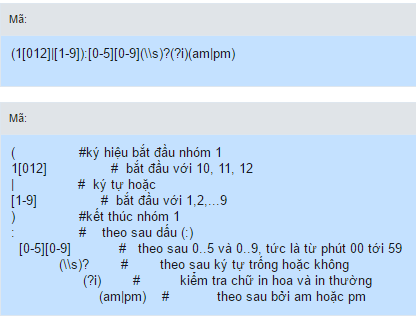 Mã:
(1[012]|[1-9]):[0-5][0-9](\\s)?(?i)(am|pm)
Mã:
( #ký hiệu bắt đầu nhóm 1
1[012] # bắt đầu với 10, 11, 12
| # ký tự hoặc
[1-9] # bắt đầu với 1,2,...9
) #kết thúc nhóm 1
: # theo sau dấu (:)
[0-5][0-9] # theo sau 0..5 và 0..9, tức là từ phút 00 tới 59
(\\s)? # theo sau ký tự trống hoặc không
(?i) # kiểm tra chữ in hoa và in thường
(am|pm) # theo sau bởi am hoặc pm